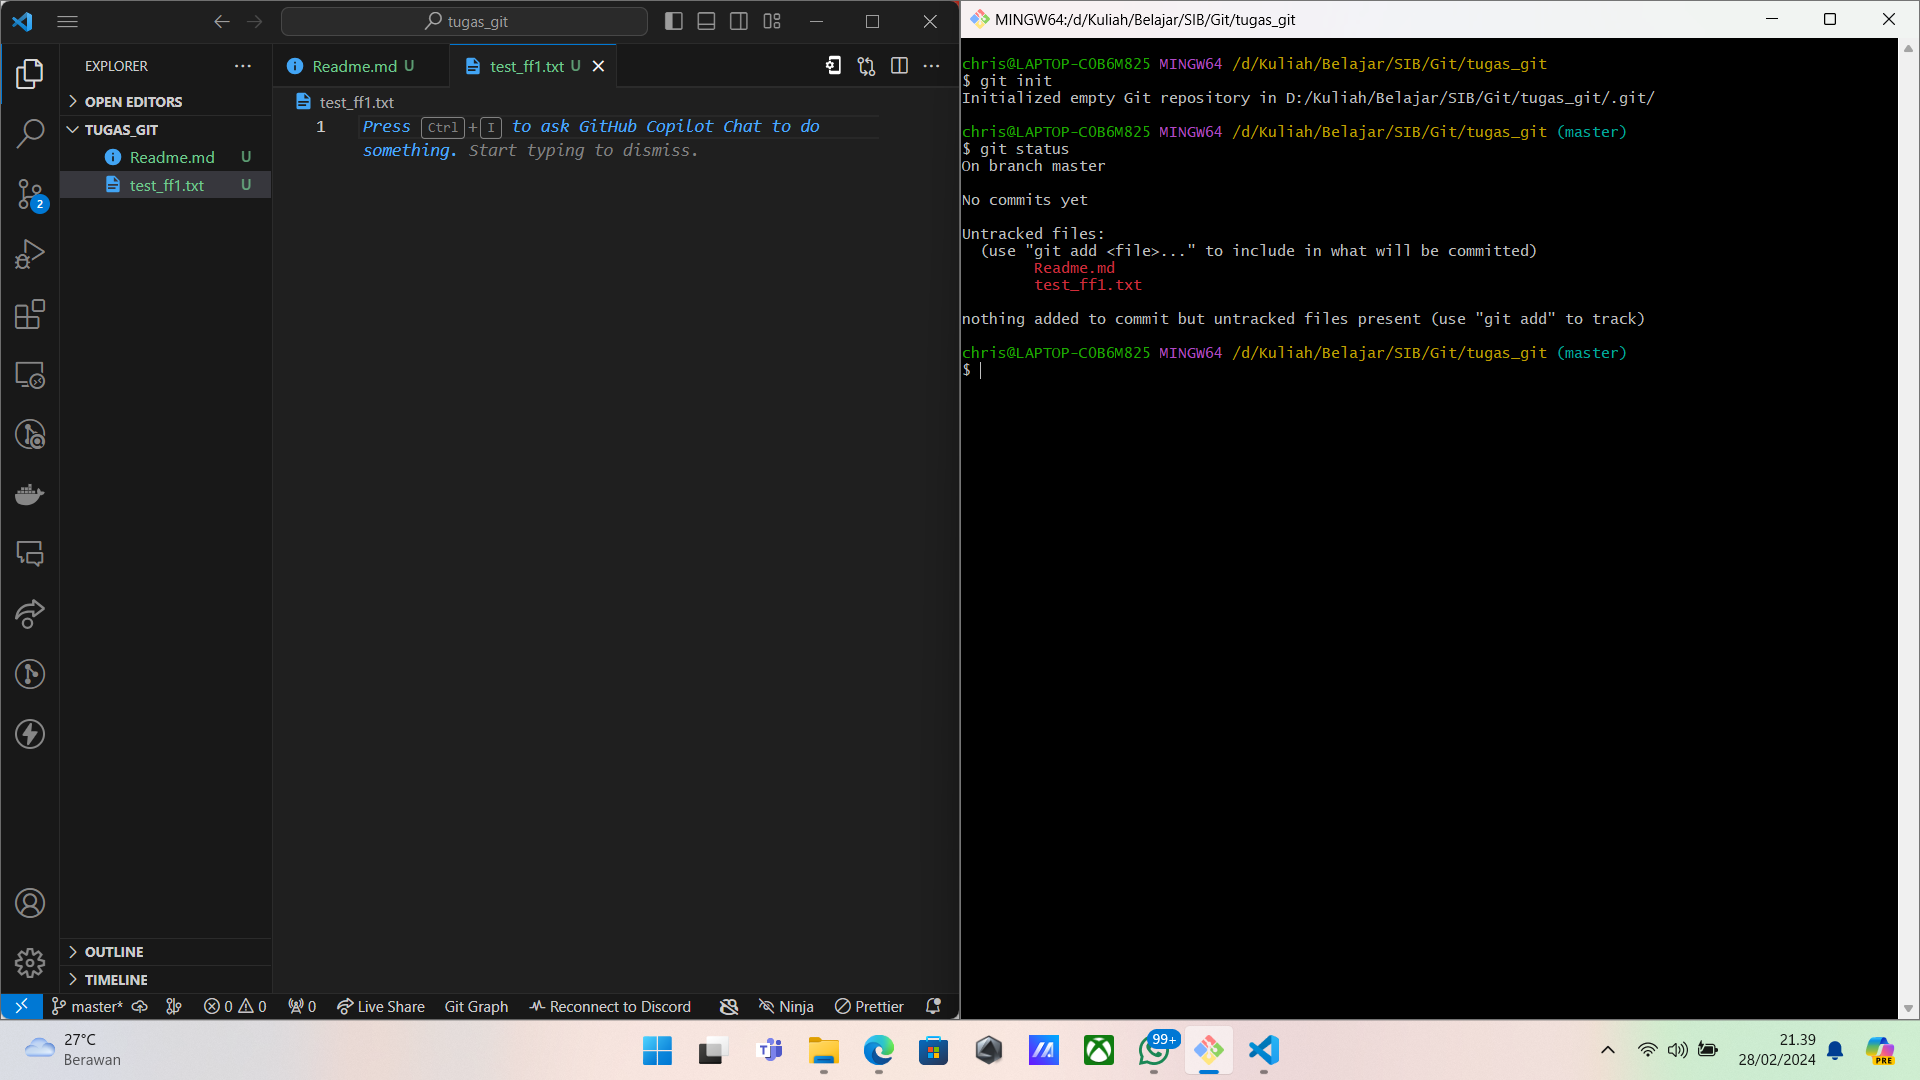 tugas_git
EXPLORER
OPEN EDITORS
TUGAS_GIT
Readme.md U
test_ff1.txt U
2
OUTLINE
TIMELINE
Readme.md U
test_ff1.txt U
test_ff1.txt
1
Press Ctrl+I to ask GitHub Copilot Chat to do
something. Start typing to dismiss.
master* 0 0 0 Live Share Git Graph Reconnect to Discord Ninja Prettier
MINGW64:/d/Kuliah/Belajar/SIB/Git/tugas_git
chris@LAPTOP-COB6M825 MINGW64 /d/Kuliah/Belajar/SIB/Git/tugas_git
$ git init
Initialized empty Git repository in D:/Kuliah/Belajar/SIB/Git/tugas_git/.git/
chris@LAPTOP-COB6M825 MINGW64 /d/Kuliah/Belajar/SIB/Git/tugas_git (master)
$ git status
On branch master
No commits yet
Untracked files:
(use "git add <file>..." to include in what will be committed)
Readme.md
test_ff1.txt
nothing added to commit but untracked files present (use "git add" to track)
chris@LAPTOP-COB6M825 MINGW64 /d/Kuliah/Belajar/SIB/Git/tugas_git (master)
$
27°C
Berawan
99+
21.39
28/02/2024
PRE